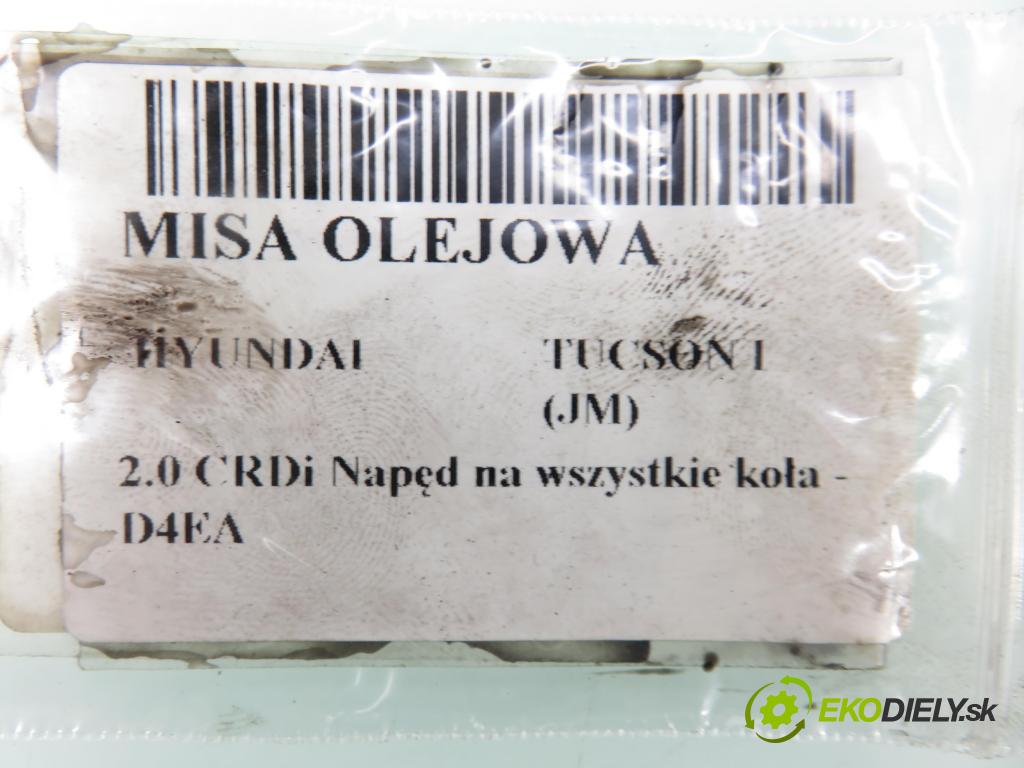 MISA OLEJOWA
HYUNDAI TUCSON I
(JM)
2.0 CRDi Napęd na wszystkie koła -
D4EA
EKODIELY.sk